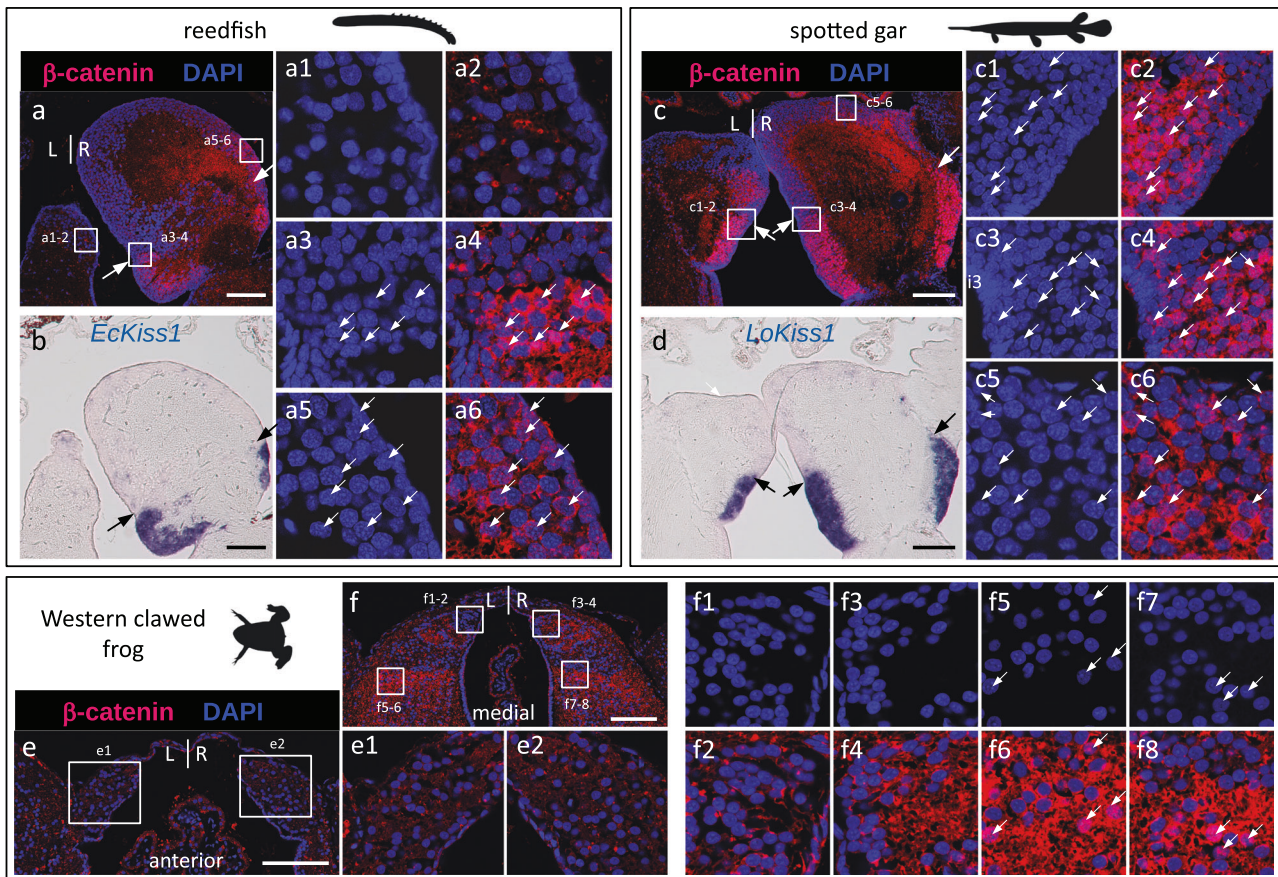 reedfish
β-catenin DAPI
a
L R
a5-6
a1-2
a3-4
a1
a2
a3
a4
a5
a6
b
EcKiss1
spotted gar
β-catenin DAPI
c
L R
c5-6
c1-2
c3-4
c1
c2
c3
c4
i3
c5
c6
d
LoKiss1
Western clawed
frog
β-catenin DAPI
e
e1
L R
e2
anterior
f
f1-2
L R
f3-4
f5-6
f7-8
medial
e1
e2
f1
f3
f5
f7
f2
f4
f6
f8